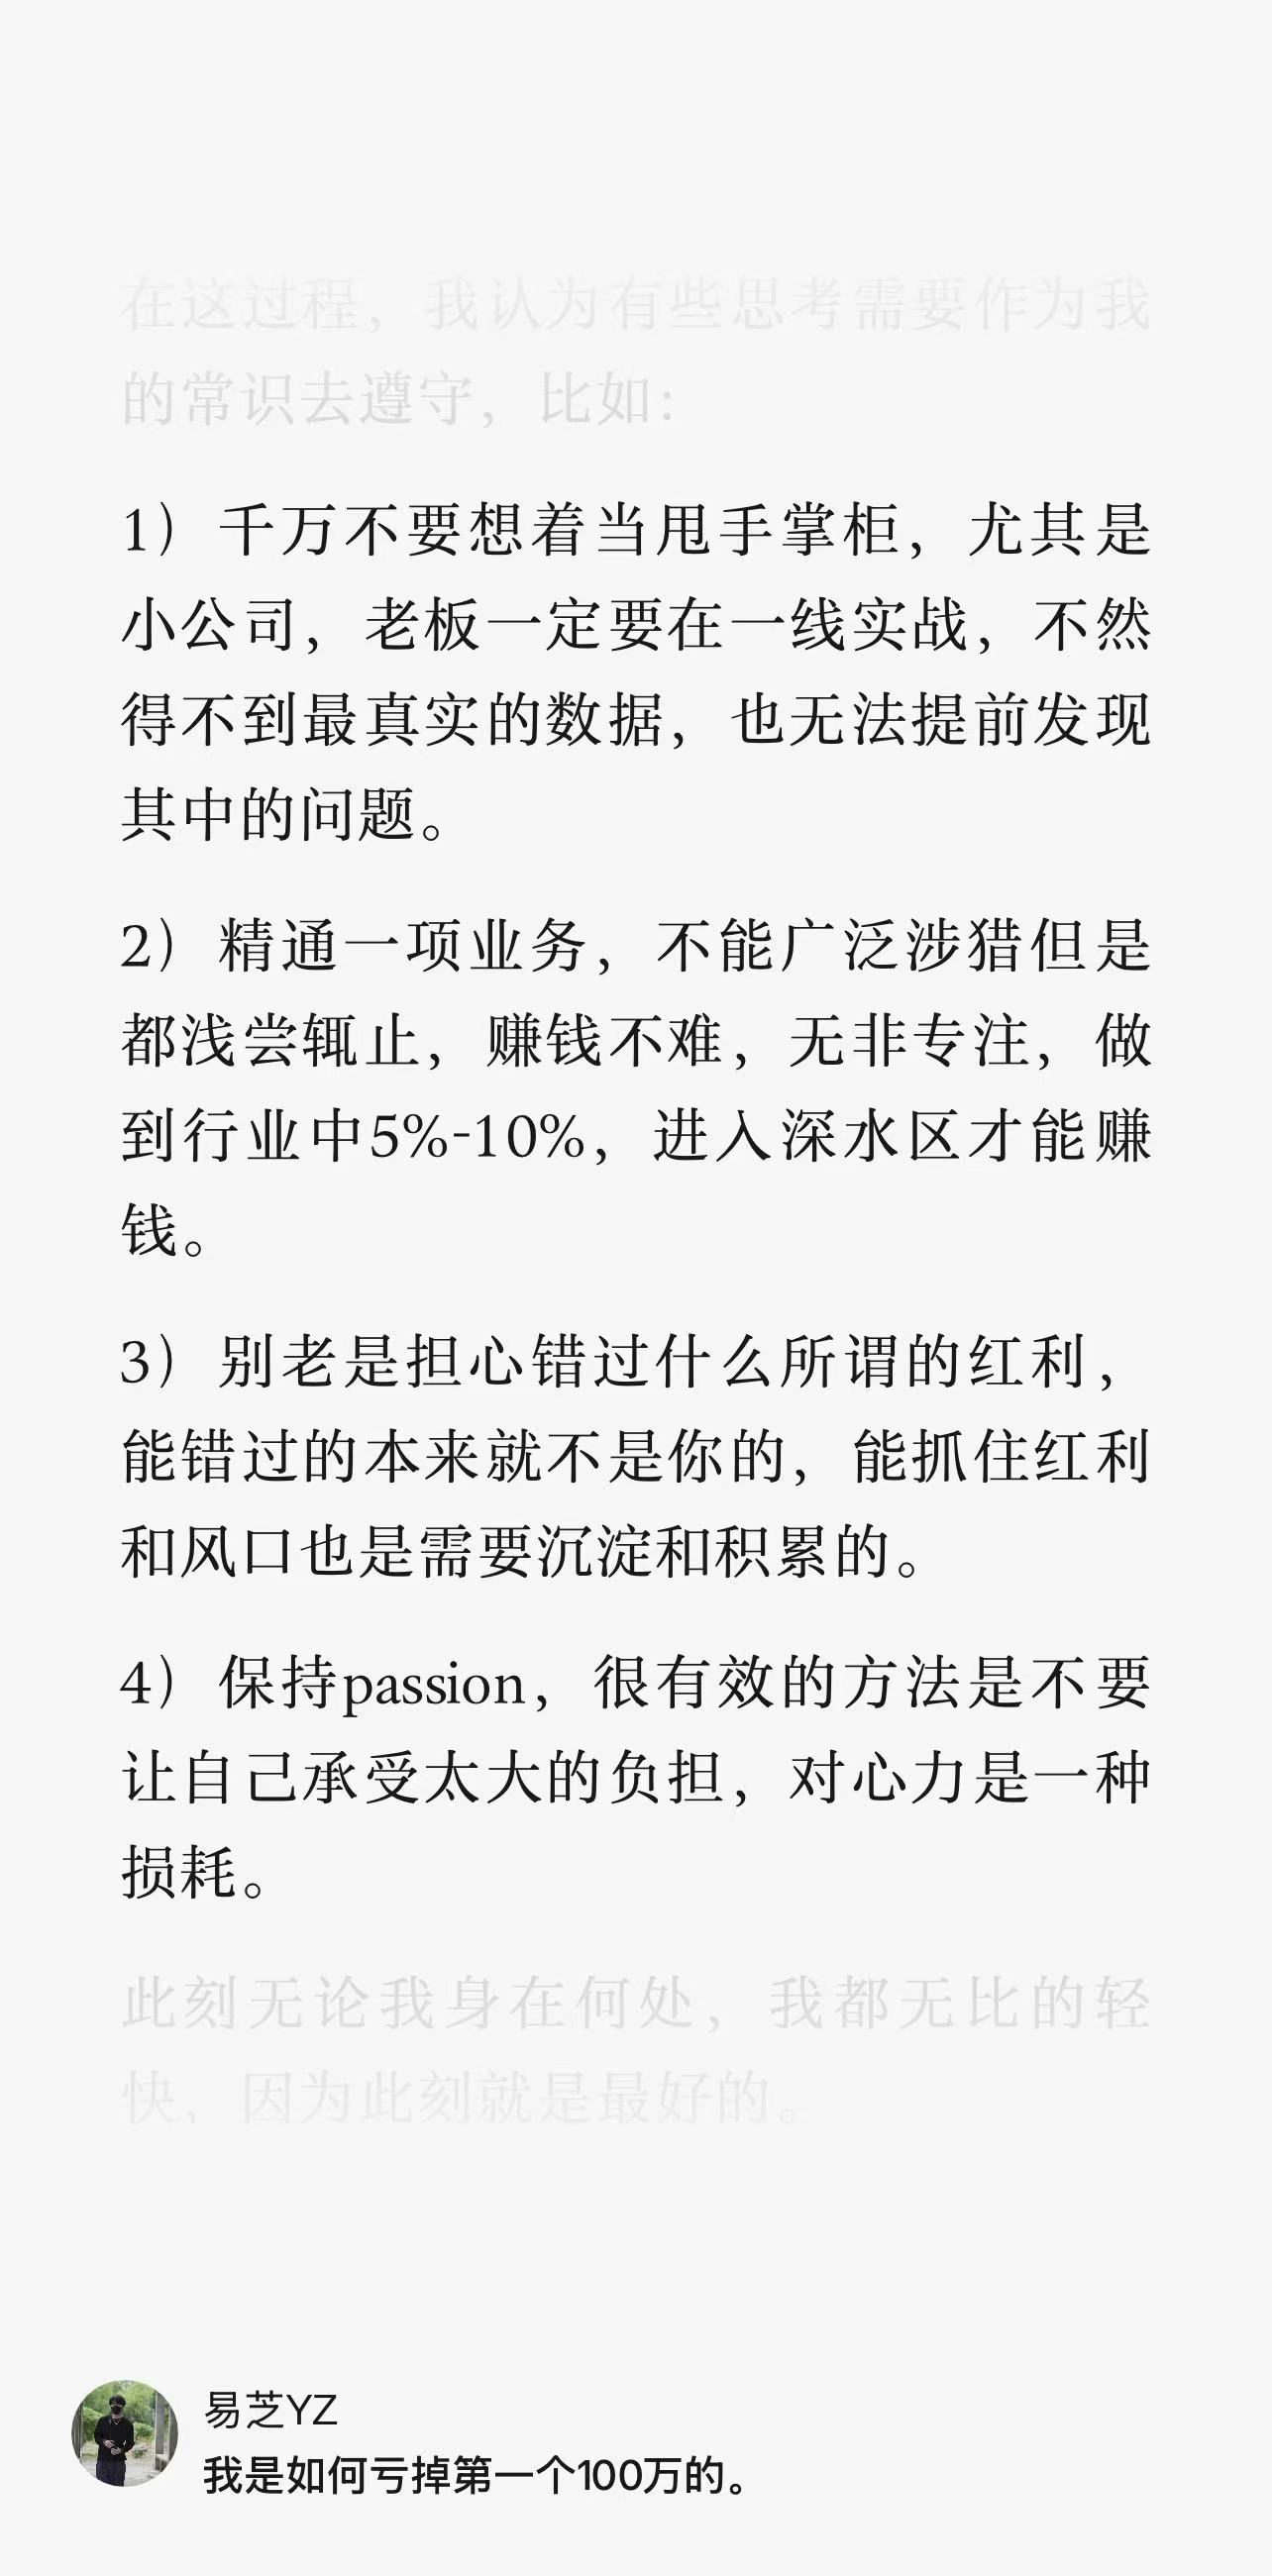 在这过程，我认为有些思考需要作为我
的常识去遵守，比如：
1）千万不要想着当甩手掌柜，尤其是
小公司，老板一定要在一线实战，不然
得不到最真实的数据，也无法提前发现
其中的问题。
2）精通一项业务，不能广泛涉猎但是
都浅尝辄止，赚钱不难，无非专注，做
到行业中5%-10%，进入深水区才能赚
钱。
3）别老是担心错过什么所谓的红利，
能错过的本来就不是你的，能抓住红利
和风口也是需要沉淀和积累的。
4）保持passion，很有效的方法是不要
让自己承受太大的负担，对心力是一种
损耗。
此刻无论我身在何处，我都无比的轻
快，因为此刻就是最好的。
易芝YZ
我是如何亏掉第一个100万的。